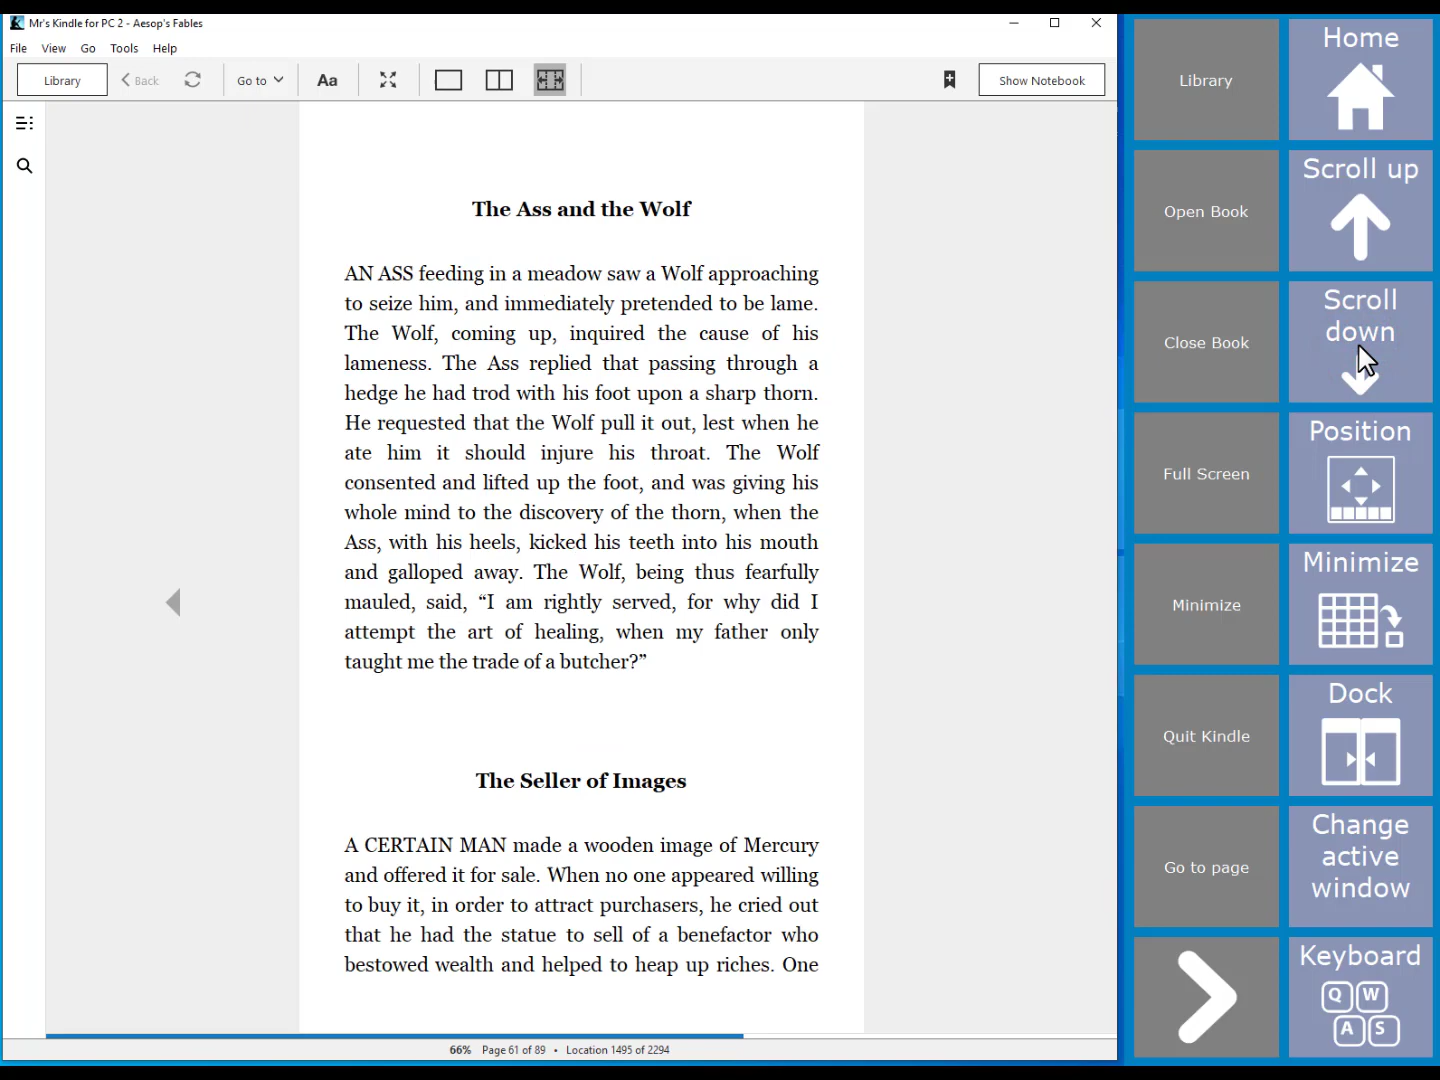 Mr's Kindle for PC 2 - Aesop's Fables
File View Go Tools Help
Library Back Go to Aa Show Notebook
The Ass and the Wolf
AN ASS feeding in a meadow saw a Wolf approaching
to seize him, and immediately pretended to be lame.
The Wolf, coming up, inquired the cause of his
lameness. The Ass replied that passing through a
hedge he had trod with his foot upon a sharp thorn.
He requested that the Wolf pull it out, lest when he
ate him it should injure his throat. The Wolf
consented and lifted up the foot, and was giving his
whole mind to the discovery of the thorn, when the
Ass, with his heels, kicked his teeth into his mouth
and galloped away. The Wolf, being thus fearfully
mauled, said, “I am rightly served, for why did I
attempt the art of healing, when my father only
taught me the trade of a butcher?”
The Seller of Images
A CERTAIN MAN made a wooden image of Mercury
and offered it for sale. When no one appeared willing
to buy it, in order to attract purchasers, he cried out
that he had the statue to sell of a benefactor who
bestowed wealth and helped to heap up riches. One
66% Page 61 of 89 • Location 1495 of 2294
Library
Open Book
Close Book
Full Screen
Minimize
Quit Kindle
Go to page
Home
Scroll up
Scroll
down
Position
Minimize
Dock
Change
active
window
Keyboard
Q W
A S